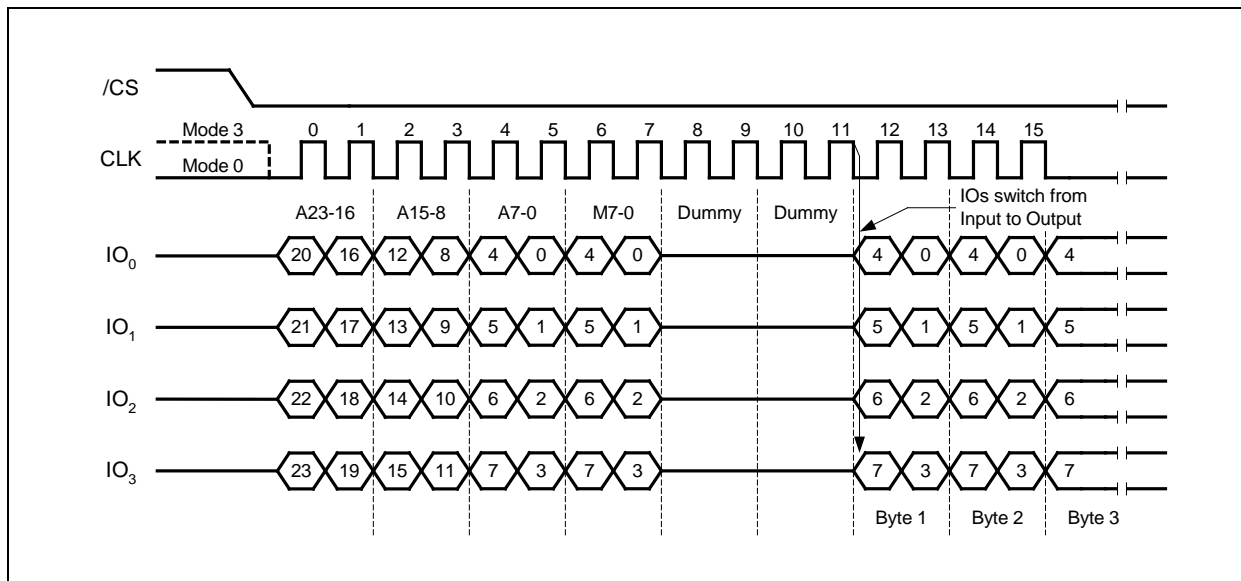 /CS
Mode 3 0 1 2 3 4 5 6 7 8 9 10 11 12 13 14 15
CLK
Mode 0
IOs switch from
Input to Output
A23-16 A15-8 A7-0 M7-0 Dummy Dummy
IO0 20 16 12 8 4 0 4 0 4 0 4 0 4
IO1 21 17 13 9 5 1 5 1 5 1 5 1 5
IO2 22 18 14 10 6 2 6 2 6 2 6 2 6
IO3 23 19 15 11 7 3 7 3 7 3 7 3 7
Byte 1 Byte 2 Byte 3